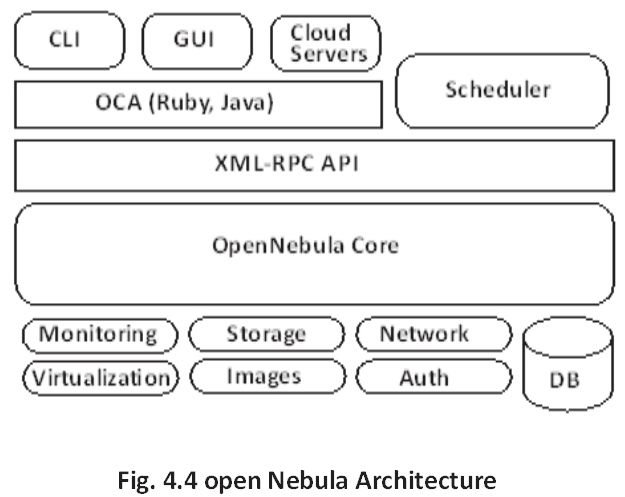 CLI
GUI
Cloud
Servers
OCA (Ruby, Java)
Scheduler
XML-RPC API
OpenNebula Core
Monitoring
Storage
Network
Virtualization
Images
Auth
DB
Fig. 4.4 open Nebula Architecture